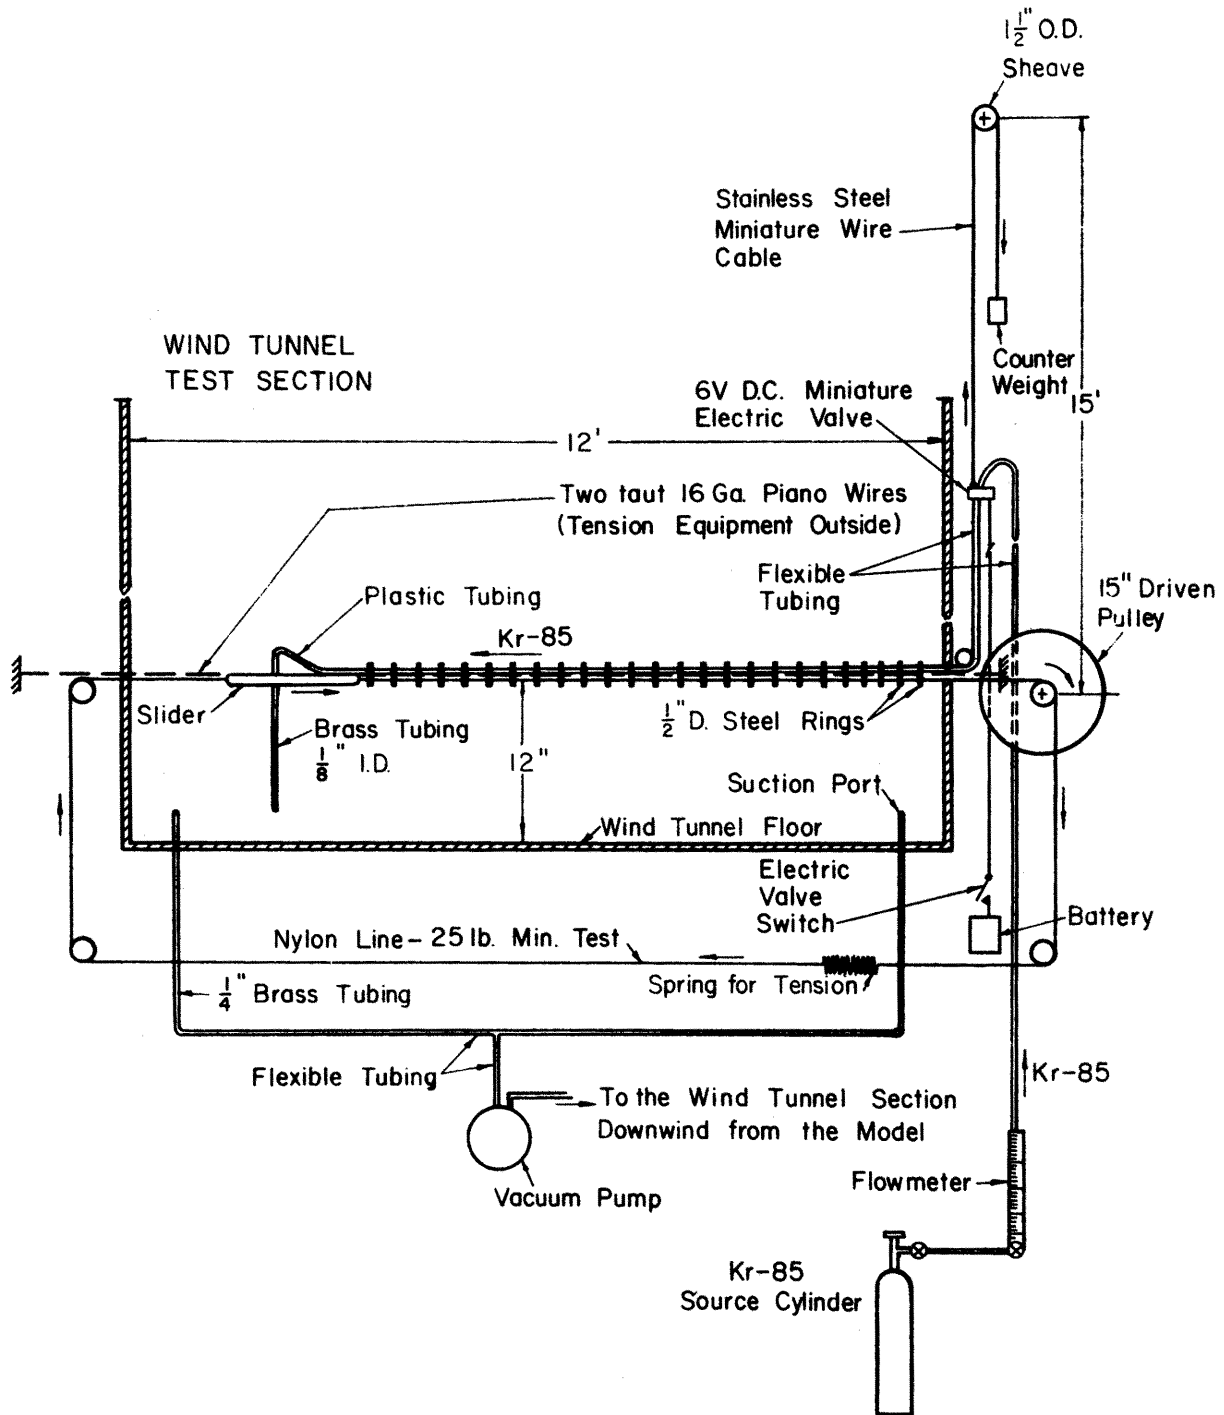 1 1/2" O.D.
Sheave
Stainless Steel
Miniature Wire
Cable
Counter
Weight
15'
WIND TUNNEL
TEST SECTION
6V D.C. Miniature
Electric Valve
12'
Two taut 16 Ga. Piano Wires
(Tension Equipment Outside)
Flexible
Tubing
15" Driven
Pulley
Plastic Tubing
Kr-85
Slider
1/2" D. Steel Rings
Brass Tubing
1/8" I.D.
12"
Suction Port
Wind Tunnel Floor
Electric
Valve
Switch
Battery
Nylon Line - 25 lb. Min. Test
Spring for Tension
1/4" Brass Tubing
Flexible Tubing
Kr-85
To the Wind Tunnel Section
Downwind from the Model
Vacuum Pump
Flowmeter
Kr-85
Source Cylinder